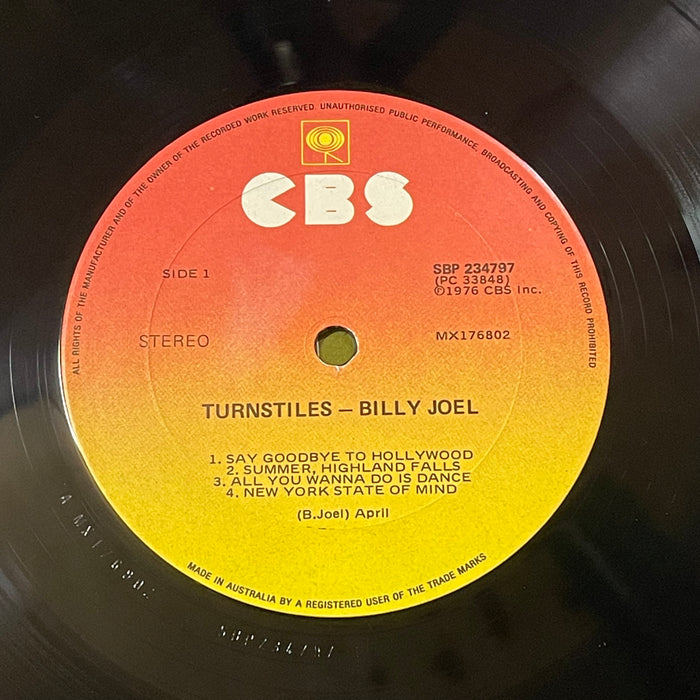 ALL RIGHTS OF THE MANUFACTURER AND OF THE OWNER OF THE RECORDED WORK RESERVED. UNAUTHORISED PUBLIC PERFORMANCE, BROADCASTING AND COPYING OF THIS RECORD PROHIBITED
CBS
SIDE 1
SBP 234797
(PC 33848)
℗1976 CBS Inc.
STEREO
MX176802
TURNSTILES – BILLY JOEL
1. SAY GOODBYE TO HOLLYWOOD
2. SUMMER, HIGHLAND FALLS
3. ALL YOU WANNA DO IS DANCE
4. NEW YORK STATE OF MIND
(B.Joel) April
MADE IN AUSTRALIA BY A REGISTERED USER OF THE TRADE MARKS